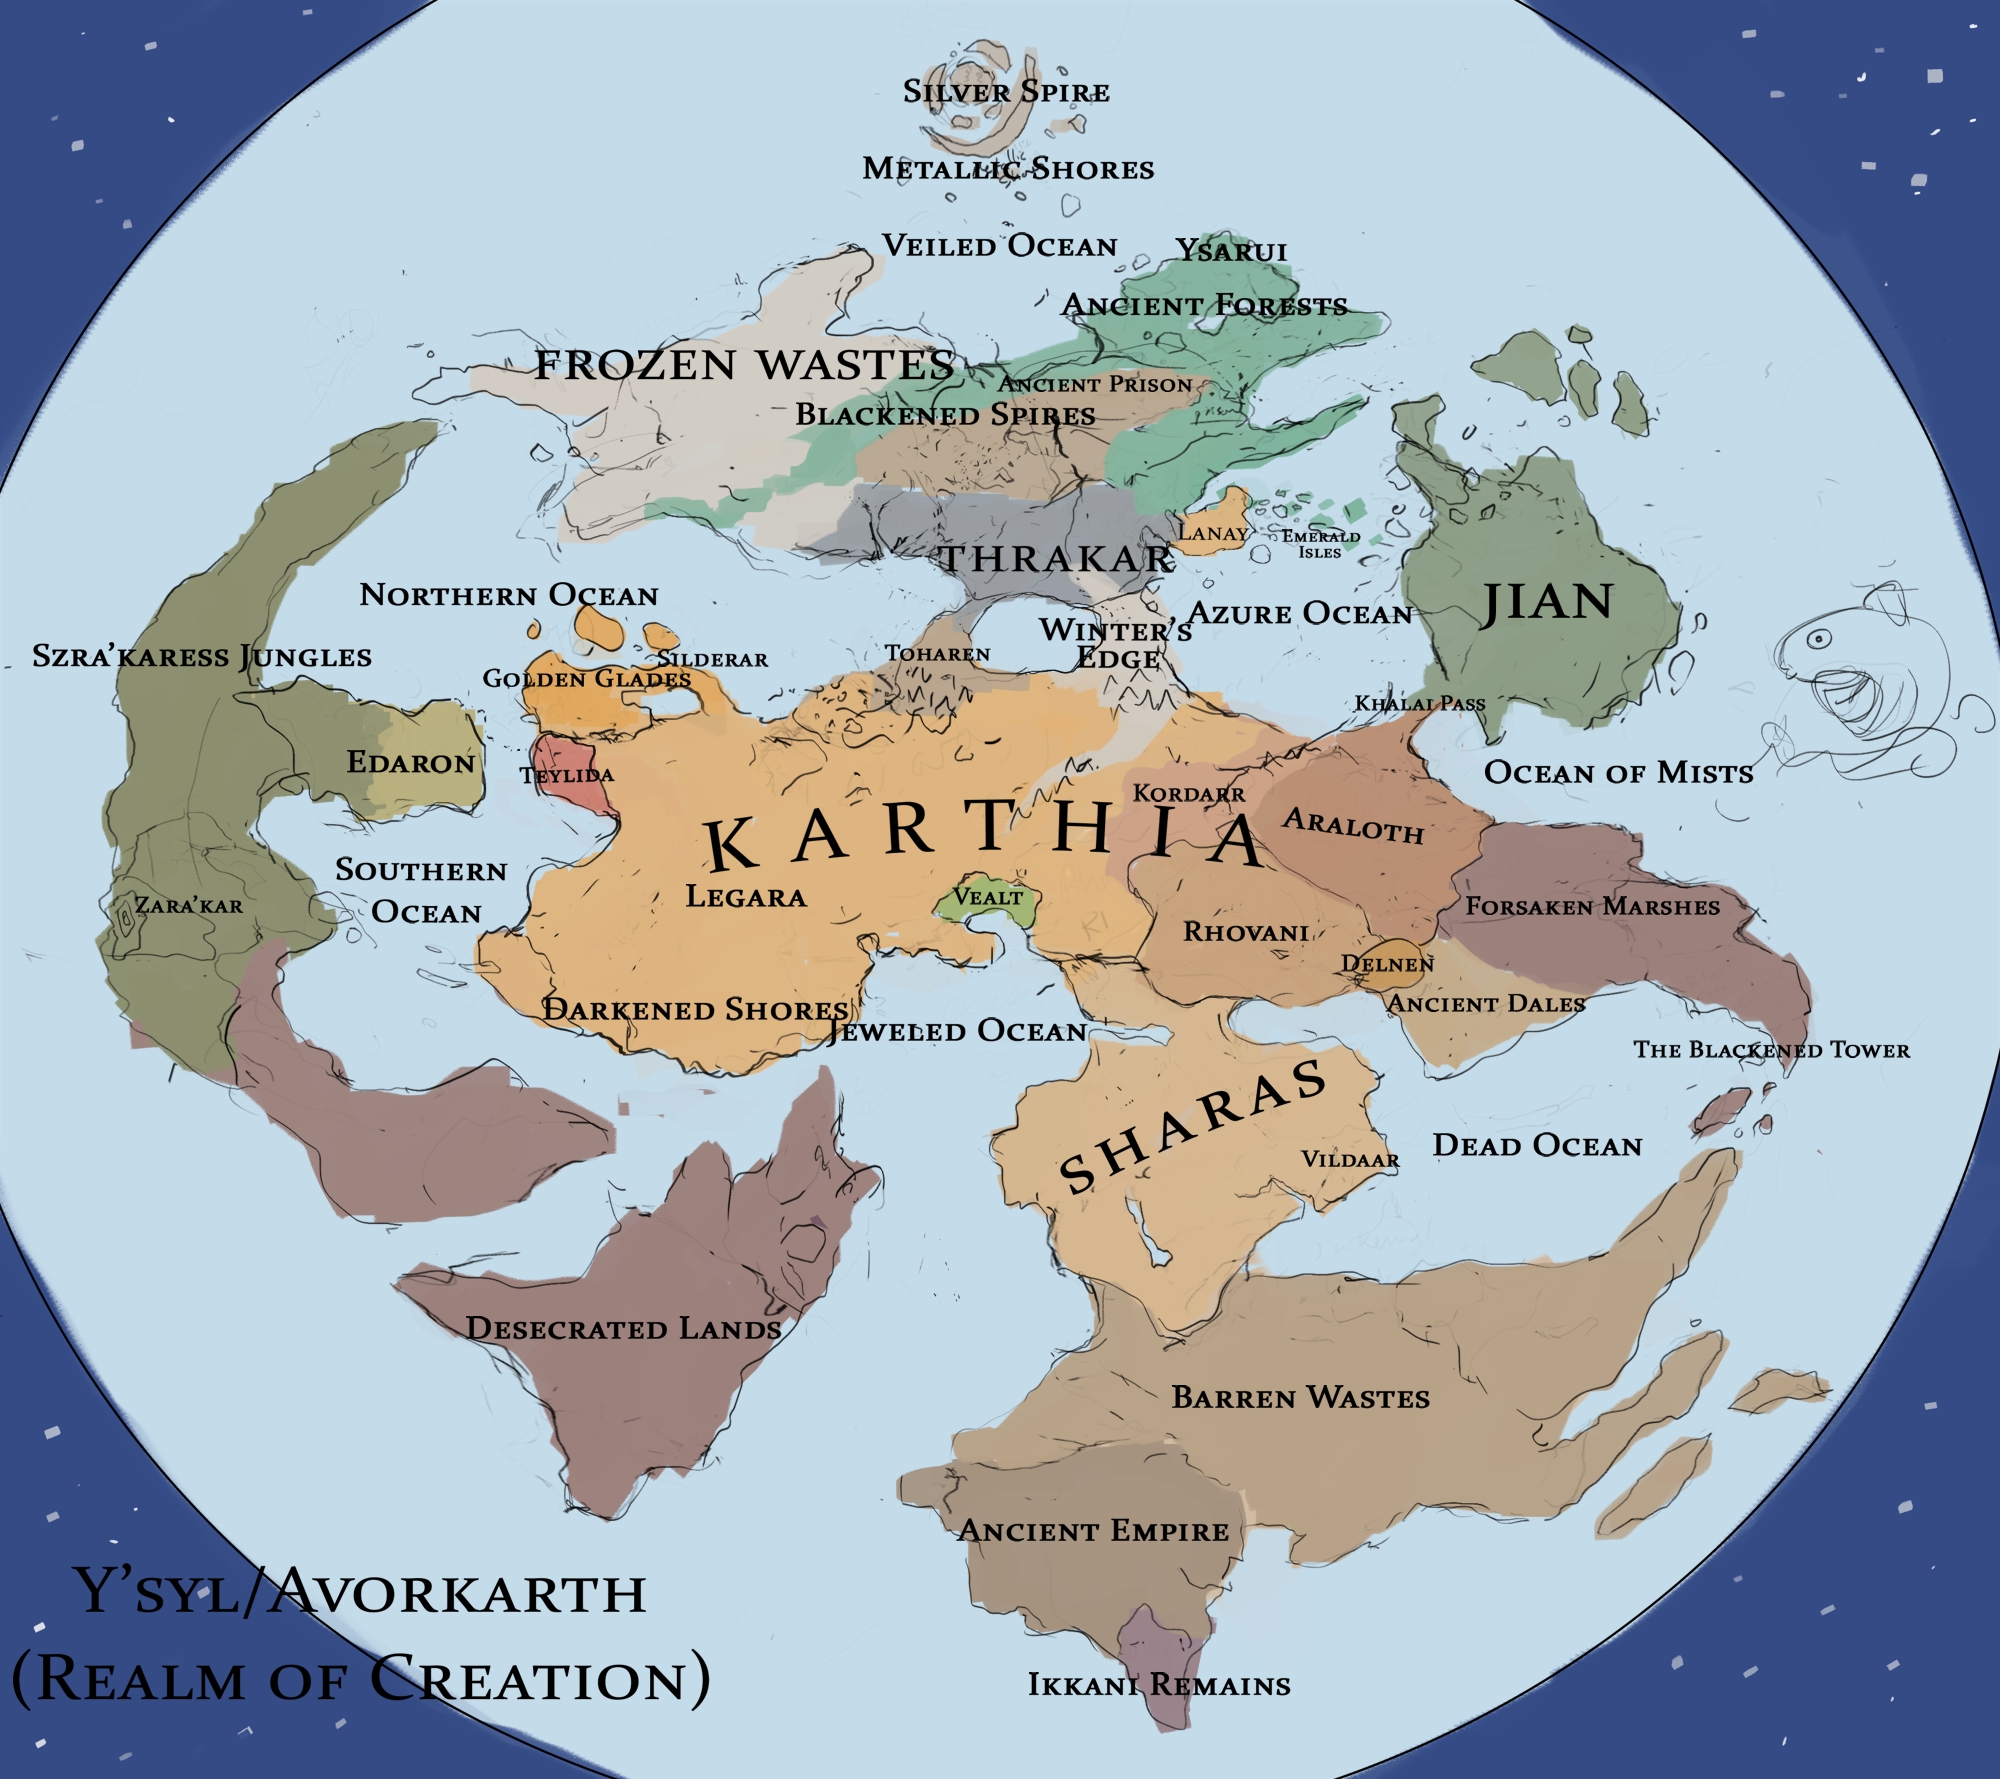 Silver Spire
Metallic Shores
Veiled Ocean
Ysarui
Ancient Forests
Frozen Wastes
Ancient Prison
Blackened Spires
Thrakar
Lanay
Emerald
Isles
Jian
Northern Ocean
Azure Ocean
Winter's
Edge
Szra'karess Jungles
Toharen
Silderar
Golden Glades
Khalai Pass
Edaron
Teylida
Ocean of Mists
Kordarr
Karthia
Araloth
Southern
Ocean
Legara
Vealt
Zara'kar
Forsaken Marshes
Rhovani
Delnen
Ancient Dales
Darkened Shores
Jeweled Ocean
The Blackened Tower
Sharas
Vildaar
Dead Ocean
Desecrated Lands
Barren Wastes
Ancient Empire
Ikkani Remains
Y'syl/Avorkarth
(Realm of Creation)